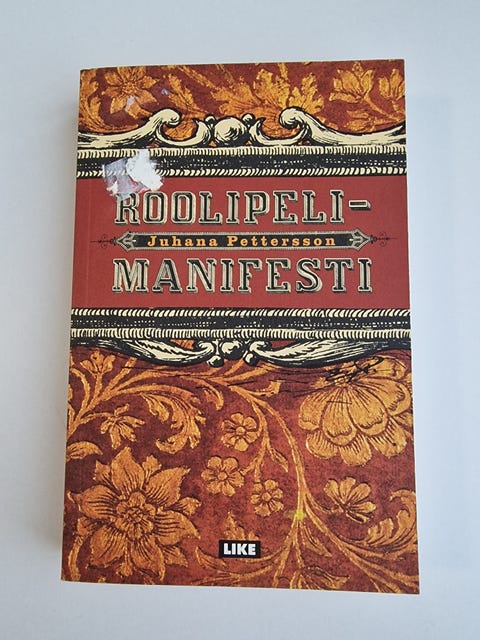 ROOLIPELI-
Juhana Pettersson
MANIFESTI
LIKE